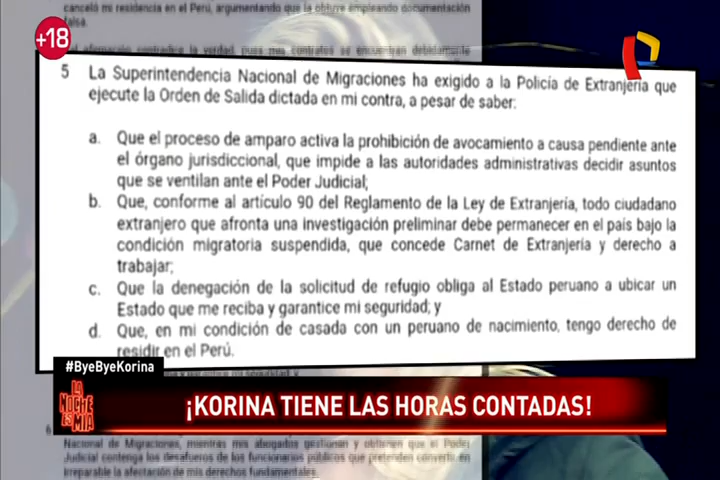 canceló mi residencia en el Perú, argumentando que la obtuve empleando documentación
falsa.
+18
5 La Superintendencia Nacional de Migraciones ha exigido a la Policía de Extranjería que
ejecute la Orden de Salida dictada en mi contra, a pesar de saber:
a. Que el proceso de amparo activa la prohibición de avocamiento a causa pendiente ante
el órgano jurisdiccional, que impide a las autoridades administrativas decidir asuntos
que se ventilan ante el Poder Judicial;
b. Que, conforme al artículo 90 del Reglamento de la Ley de Extranjería, todo ciudadano
extranjero que afronta una investigación preliminar debe permanecer en el país bajo la
condición migratoria suspendida, que concede Carnet de Extranjería y derecho a
trabajar;
c. Que la denegación de la solicitud de refugio obliga al Estado peruano a ubicar un
Estado que me reciba y garantice mi seguridad; y
d. Que, en mi condición de casada con un peruano de nacimiento, tengo derecho de
residir en el Perú.
#ByeByeKorina
LA
NOCHE
ES
MIA
¡KORINA TIENE LAS HORAS CONTADAS!
Nacional de Migraciones, mientras mis abogados gestionan y obtienen que el Poder
Judicial contenga los desafueros de los funcionarios públicos que pretenden convertir en
irreparable la afectación de mis derechos fundamentales.